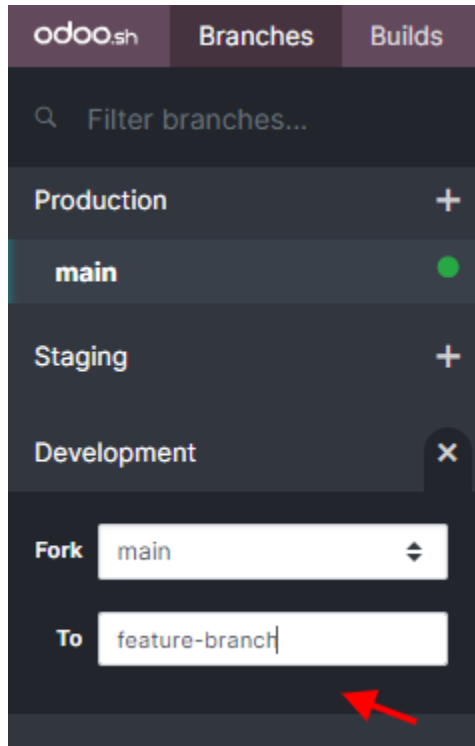 odoo.sh Branches Builds
Filter branches...
Production +
main
Staging +
Development ×
Fork main
To feature-branch